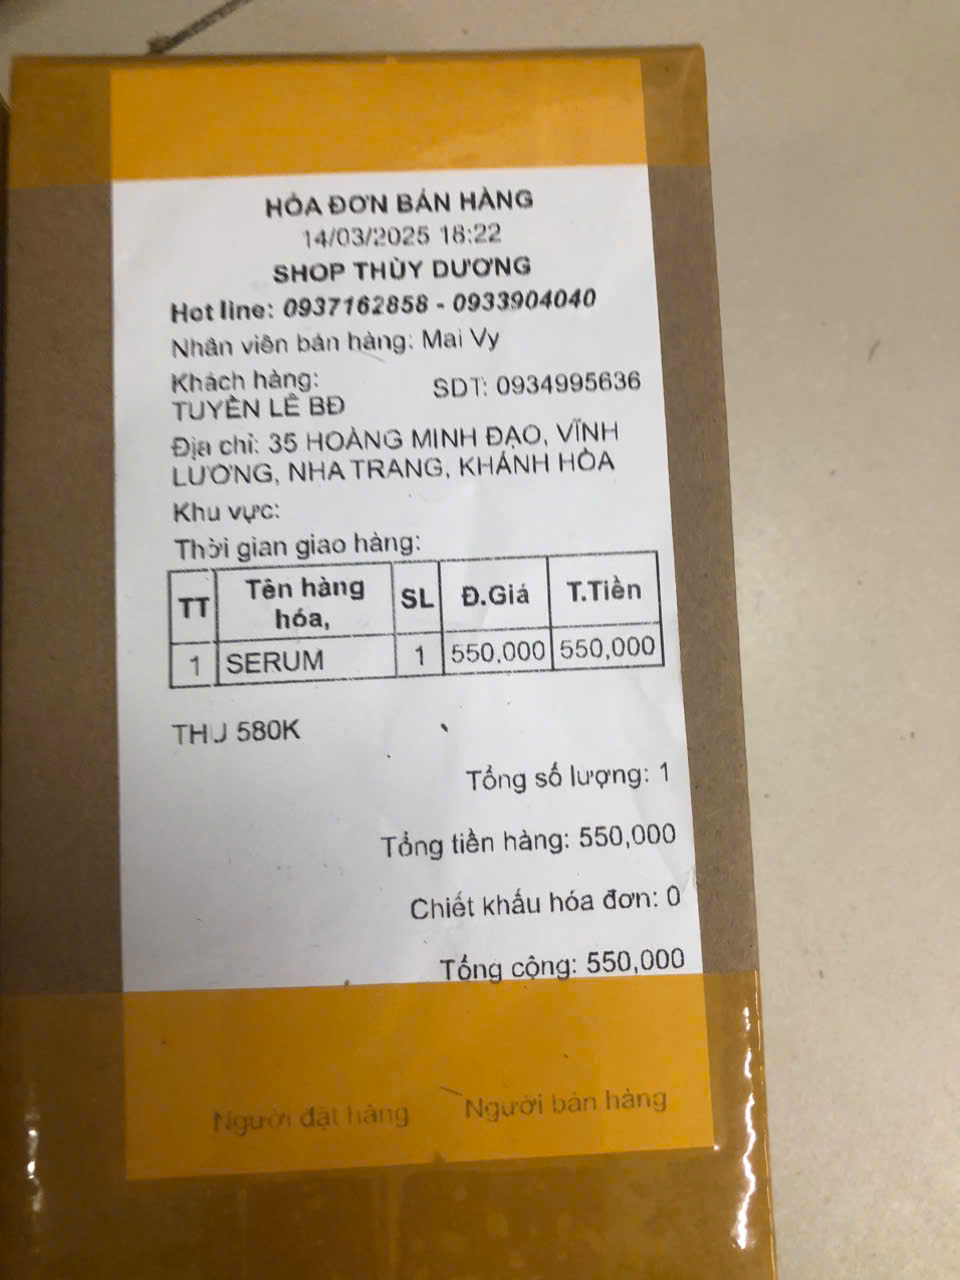 HÓA ĐƠN BÁN HÀNG
14/03/2025 16:22
SHOP THÙY DƯƠNG
Hot line: 0937162858 - 0933904040
Nhân viên bán hàng: Mai Vy
Khách hàng: SDT: 0934995636
TUYỀN LÊ BĐ
Địa chỉ: 35 HOÀNG MINH ĐẠO, VĨNH
LƯƠNG, NHA TRANG, KHÁNH HÒA
Khu vực:
Thời gian giao hàng:
TT Tên hàng hóa, SL Đ.Giá T.Tiền
1 SERUM 1 550,000 550,000
THU 580K
Tổng số lượng: 1
Tổng tiền hàng: 550,000
Chiết khấu hóa đơn: 0
Tổng cộng: 550,000
Người đặt hàng Người bán hàng